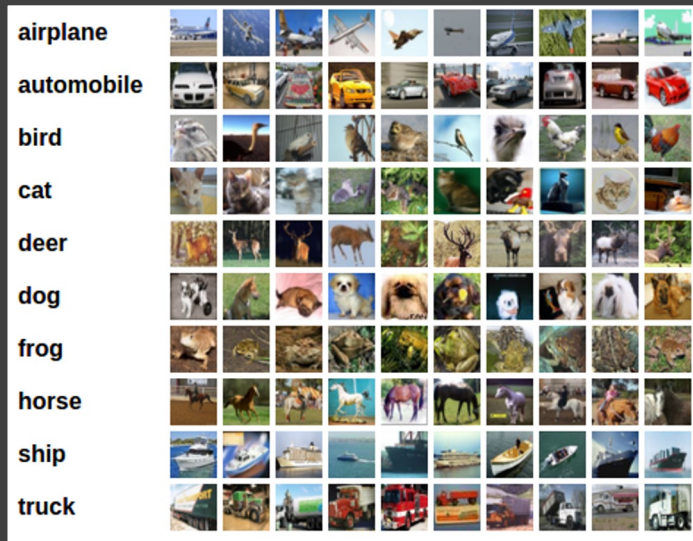 airplane
automobile
bird
cat
deer
dog
frog
horse
ship
truck